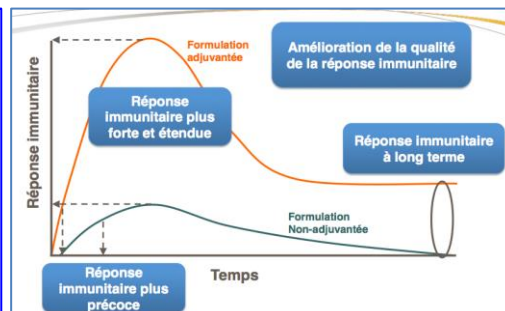 Amélioration de la qualité
de la réponse immunitaire
Formulation
adjuvantée
Réponse
immunitaire plus
forte et étendue
Réponse immunitaire
à long terme
Réponse immunitaire
Formulation
Non-adjuvantée
Temps
Réponse
immunitaire plus
précoce